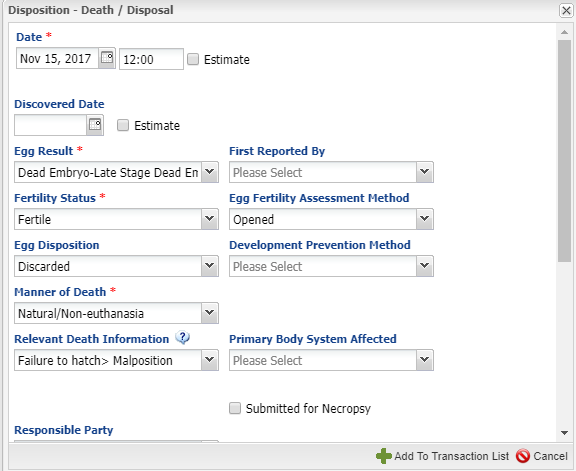 Disposition - Death / Disposal
Date *
Nov 15, 2017 12:00 Estimate
Discovered Date
Estimate
Egg Result * First Reported By
Dead Embryo-Late Stage Dead En Please Select
Fertility Status * Egg Fertility Assessment Method
Fertile Opened
Egg Disposition Development Prevention Method
Discarded Please Select
Manner of Death *
Natural/Non-euthanasia
Relevant Death Information ? Primary Body System Affected
Failure to hatch> Malposition Please Select
Submitted for Necropsy
Responsible Party
Add To Transaction List Cancel